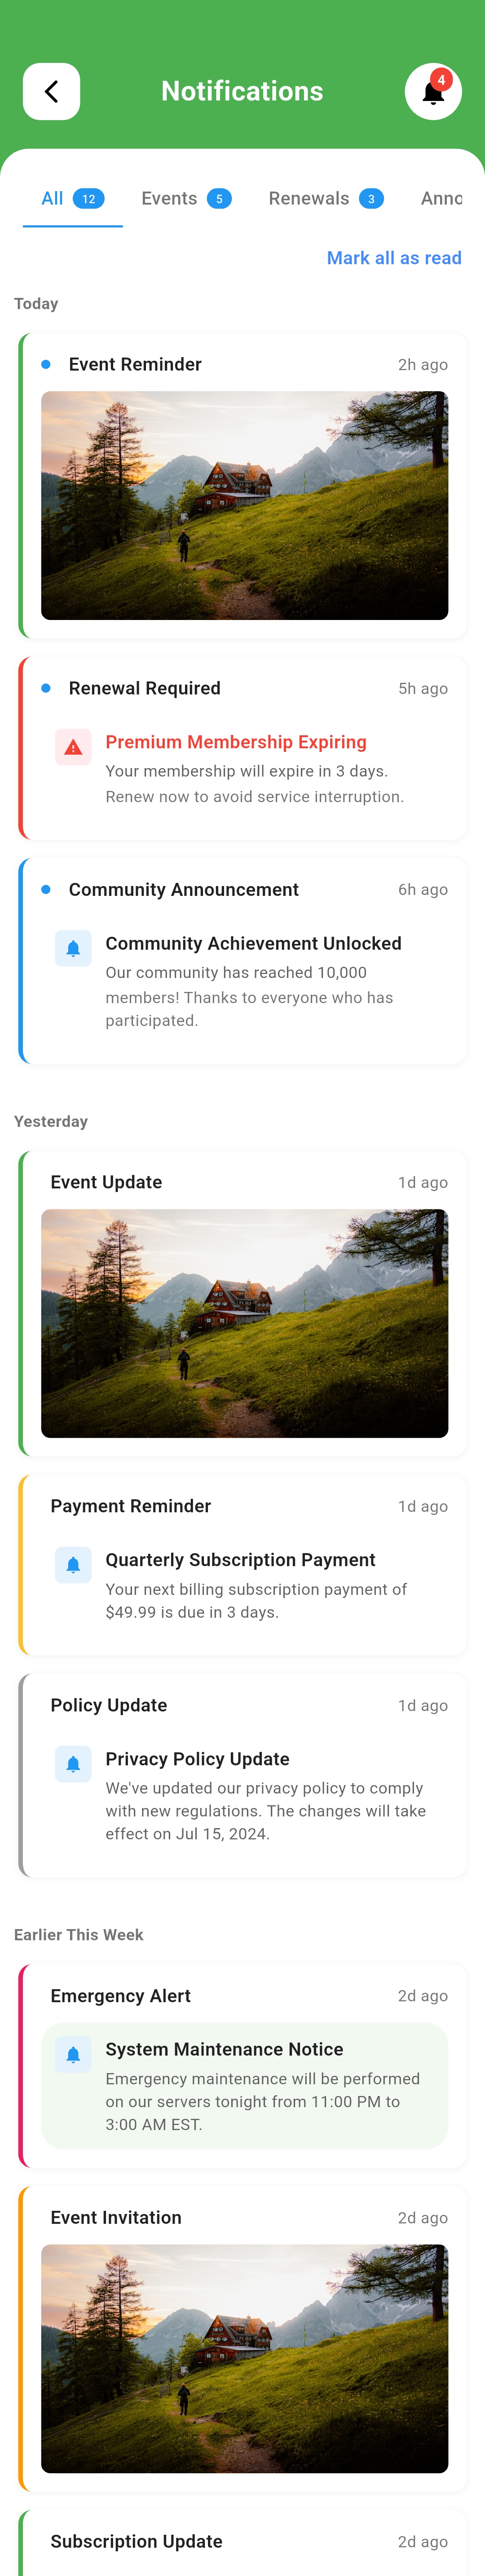 Notifications
4
All 12 Events 5 Renewals 3 Anno
Mark all as read
Today
Event Reminder 2h ago
Renewal Required 5h ago
Premium Membership Expiring
Your membership will expire in 3 days.
Renew now to avoid service interruption.
Community Announcement 6h ago
Community Achievement Unlocked
Our community has reached 10,000
members! Thanks to everyone who has
participated.
Yesterday
Event Update 1d ago
Payment Reminder 1d ago
Quarterly Subscription Payment
Your next billing subscription payment of
$49.99 is due in 3 days.
Policy Update 1d ago
Privacy Policy Update
We've updated our privacy policy to comply
with new regulations. The changes will take
effect on Jul 15, 2024.
Earlier This Week
Emergency Alert 2d ago
System Maintenance Notice
Emergency maintenance will be performed
on our servers tonight from 11:00 PM to
3:00 AM EST.
Event Invitation 2d ago
Subscription Update 2d ago